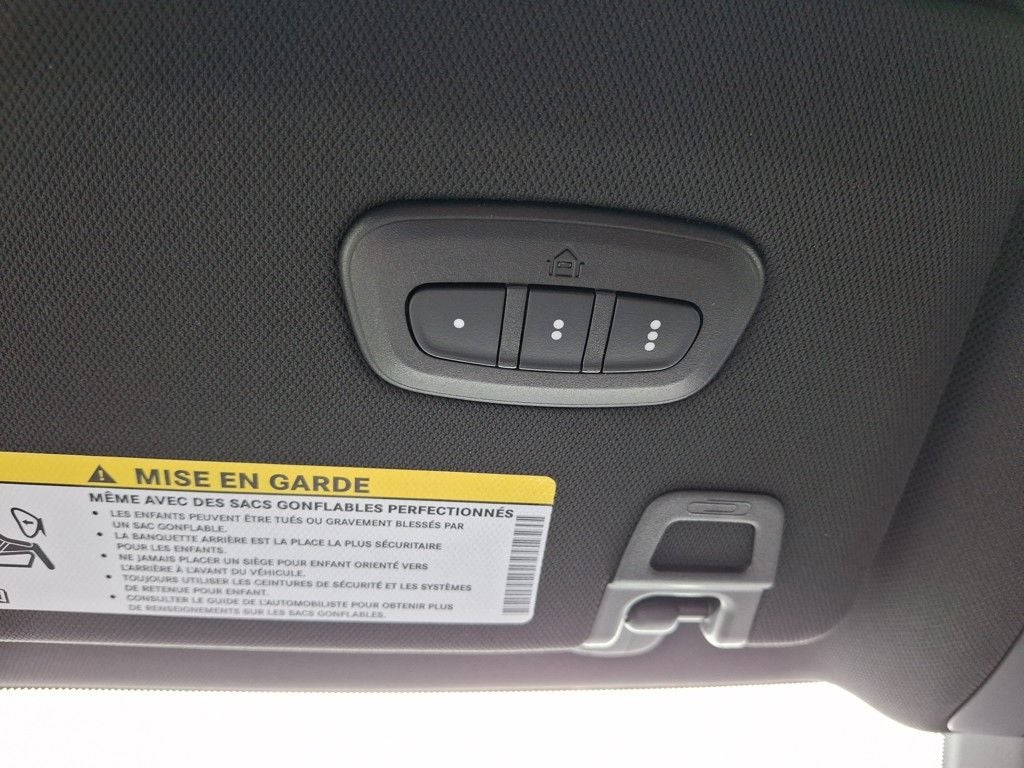 MISE EN GARDE
MÊME AVEC DES SACS GONFLABLES PERFECTIONNÉS
• LES ENFANTS PEUVENT ÊTRE TUÉS OU GRAVEMENT BLESSÉS PAR
UN SAC GONFLABLE.
• LA BANQUETTE ARRIÈRE EST LA PLACE LA PLUS SÉCURITAIRE
POUR LES ENFANTS.
• NE JAMAIS PLACER UN SIÈGE POUR ENFANT ORIENTÉ VERS
L'ARRIÈRE À L'AVANT DU VÉHICULE.
• TOUJOURS UTILISER LES CEINTURES DE SÉCURITÉ ET LES SYSTÈMES
DE RETENUE POUR ENFANT.
• CONSULTER LE GUIDE DE L'AUTOMOBILISTE POUR OBTENIR PLUS
DE RENSEIGNEMENTS SUR LES SACS GONFLABLES.